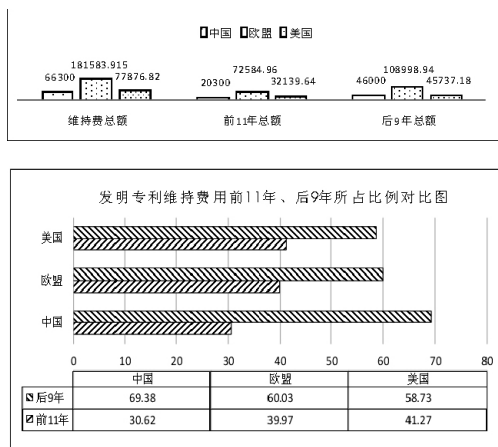 中国 欧盟 美国
66300 181583.915 77876.82 20300 72584.96 32139.64 46000 108998.94 45737.18
维持费总额 前11年总额 后9年总额
发明专利维持费用前11年、后9年所占比例对比图
美国
欧盟
中国
0 10 20 30 40 50 60 70 80
中国 欧盟 美国
后9年 69.38 60.03 58.73
前11年 30.62 39.97 41.27